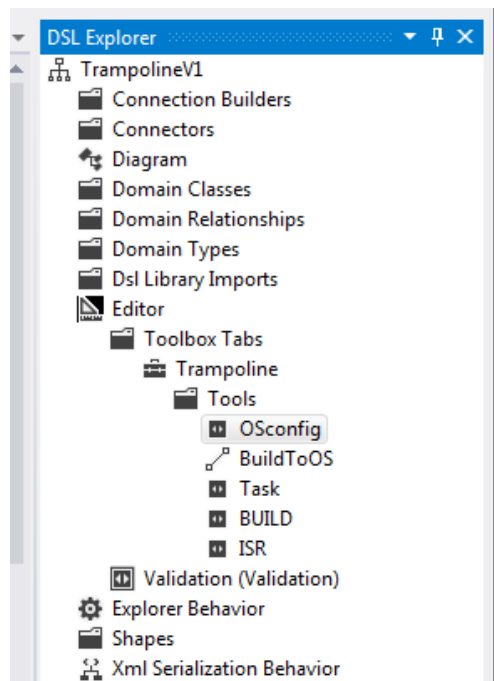 DSL Explorer
TrampolineV1
Connection Builders
Connectors
Diagram
Domain Classes
Domain Relationships
Domain Types
Dsl Library Imports
Editor
Toolbox Tabs
Trampoline
Tools
OSconfig
BuildToOS
Task
BUILD
ISR
Validation (Validation)
Explorer Behavior
Shapes
Xml Serialization Behavior